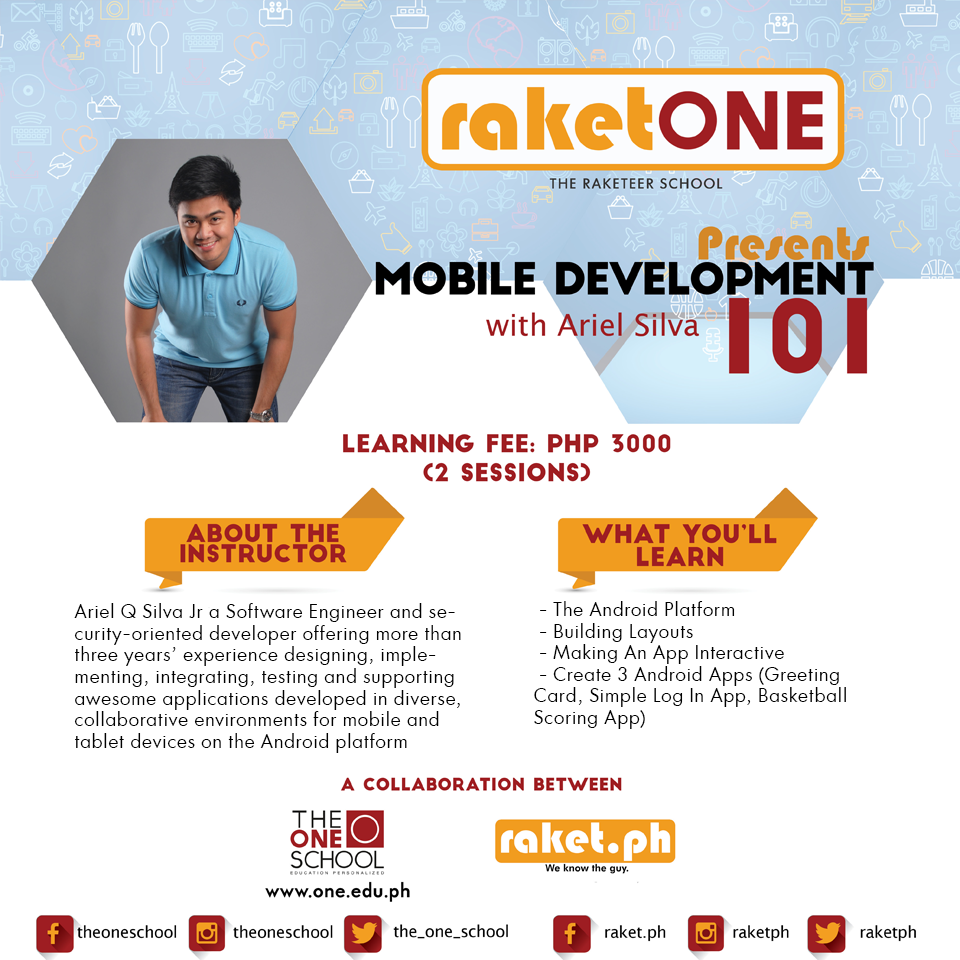 raketONE
THE RAKETEER SCHOOL
Presents
MOBILE DEVELOPMENT
with Ariel Silva 101
LEARNING FEE: PHP 3000
(2 SESSIONS)
ABOUT THE
INSTRUCTOR
Ariel Q Silva Jr a Software Engineer and se-
curity-oriented developer offering more than
three years' experience designing, imple-
menting, integrating, testing and supporting
awesome applications developed in diverse,
collaborative environments for mobile and
tablet devices on the Android platform
WHAT YOU'LL
LEARN
- The Android Platform
- Building Layouts
- Making An App Interactive
- Create 3 Android Apps (Greeting
Card, Simple Log In App, Basketball
Scoring App)
A COLLABORATION BETWEEN
THE
ONE
SCHOOL
EDUCATION PERSONALIZED
www.one.edu.ph
raket.ph
We know the guy.
theoneschool
theoneschool
the_one_school
raket.ph
raketph
raketph